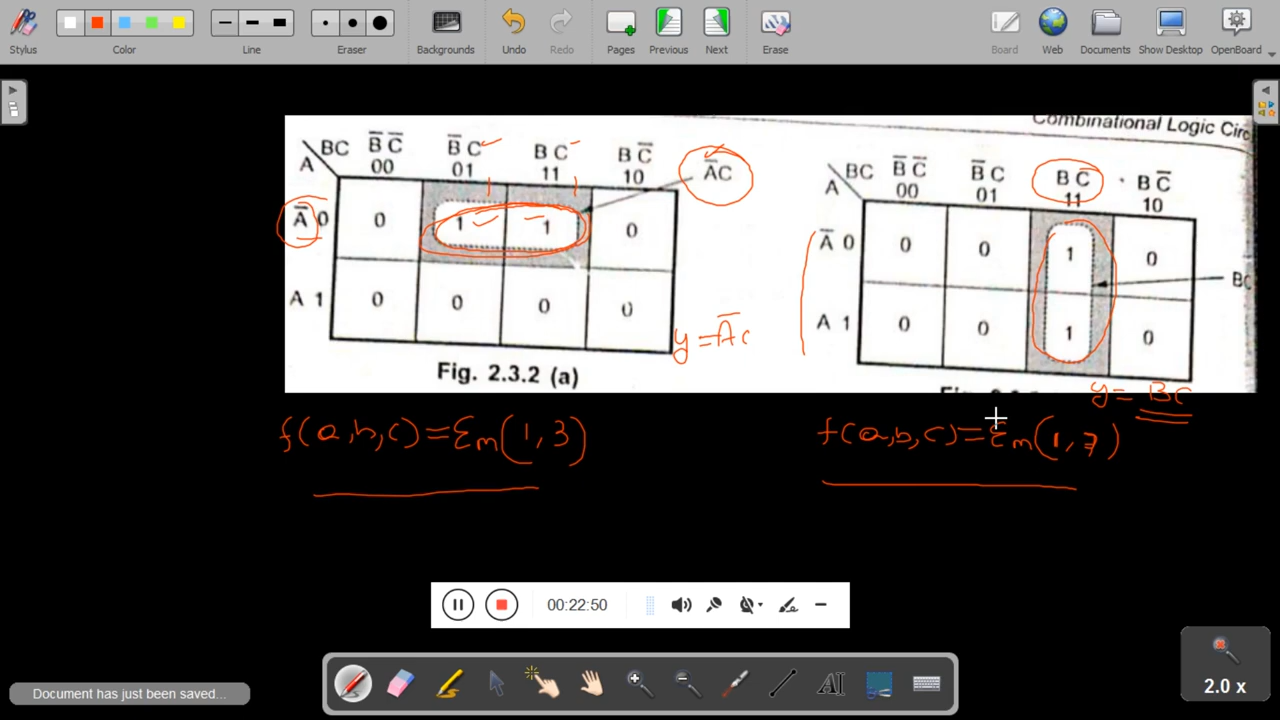 Stylus
Color
Line
Eraser
Backgrounds
Undo
Redo
Pages
Previous
Next
Erase
Board
Web
Documents
Show Desktop
OpenBoard
Combinational Logic Circ
A BC B̅ C̅ 00 B̅ C 01 B C 11 B C̅ 10 A̅C
A̅ 0 0 1 1 0
A 1 0 0 0 0
y = A̅C
Fig. 2.3.2 (a)
A BC B̅ C̅ 00 B̅ C 01 B C 11 B C̅ 10
A̅ 0 0 0 1 0
BC
A 1 0 0 1 0
y = BC
f(a,b,c)=Σm(1,3)
f(a,b,c)=Σm(1,7)
00:22:50
Document has just been saved...
AI
2.0 x